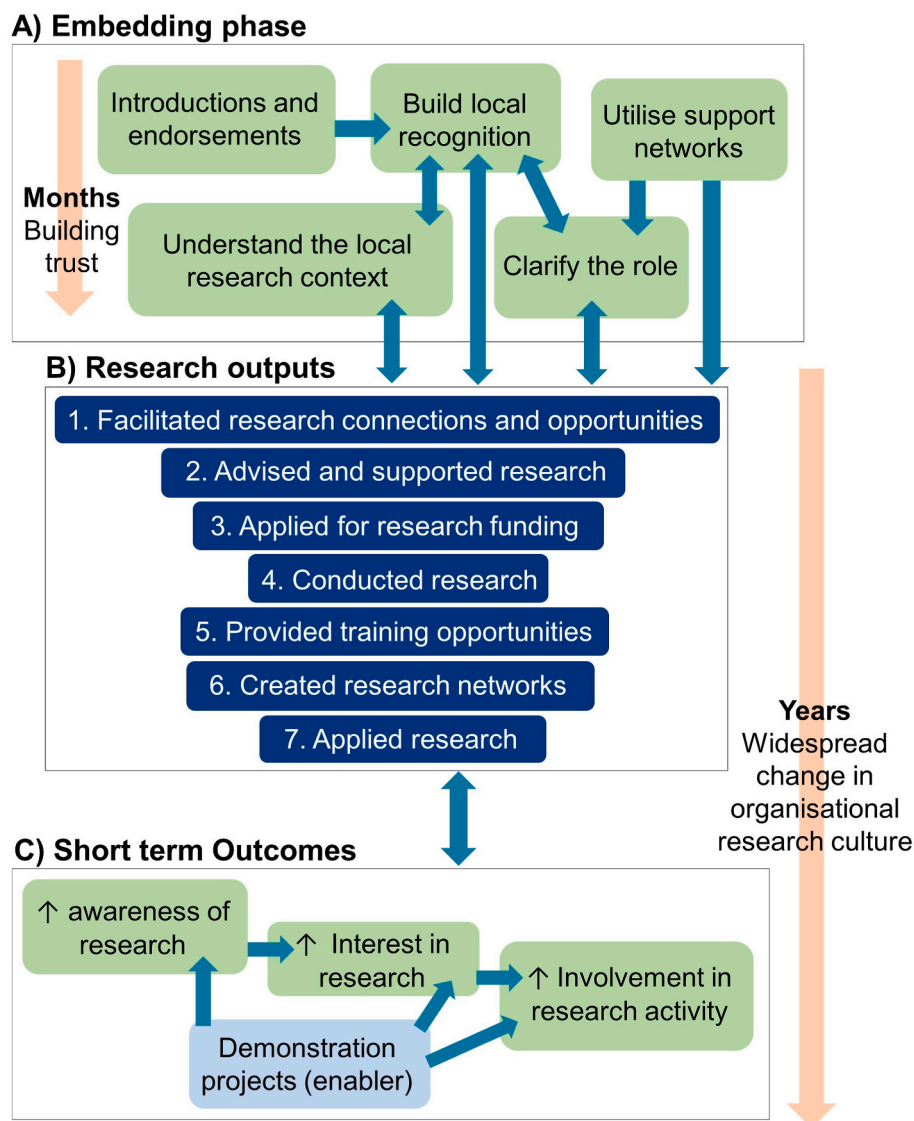 A) Embedding phase
Introductions and
endorsements
Build local
recognition
Utilise support
networks
Months
Building
trust
Understand the local
research context
Clarify the role
B) Research outputs
1. Facilitated research connections and opportunities
2. Advised and supported research
3. Applied for research funding
4. Conducted research
5. Provided training opportunities
6. Created research networks
7. Applied research
Years
Widespread
change in
organisational
research culture
C) Short term Outcomes
↑ awareness of
research
↑ Interest in
research
↑ Involvement in
research activity
Demonstration
projects (enabler)